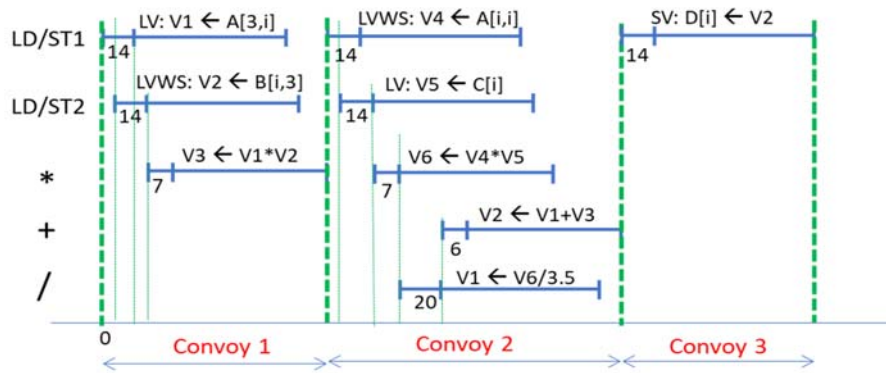 LD/ST1 LV: V1 ← A[3,i] LVWS: V4 ← A[i,i] SV: D[i] ← V2
14 14 14
LD/ST2 LVWS: V2 ← B[i,3] LV: V5 ← C[i]
14 14
* V3 ← V1*V2 V6 ← V4*V5
7 7
+ V2 ← V1+V3
6
/ V1 ← V6/3.5
20
0
Convoy 1 Convoy 2 Convoy 3